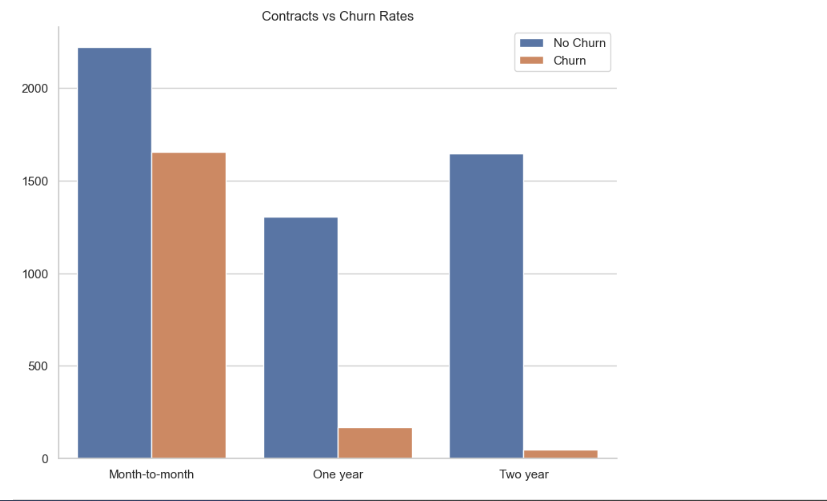 Contracts vs Churn Rates
No Churn
Churn
2000
1500
1000
500
0
Month-to-month
One year
Two year